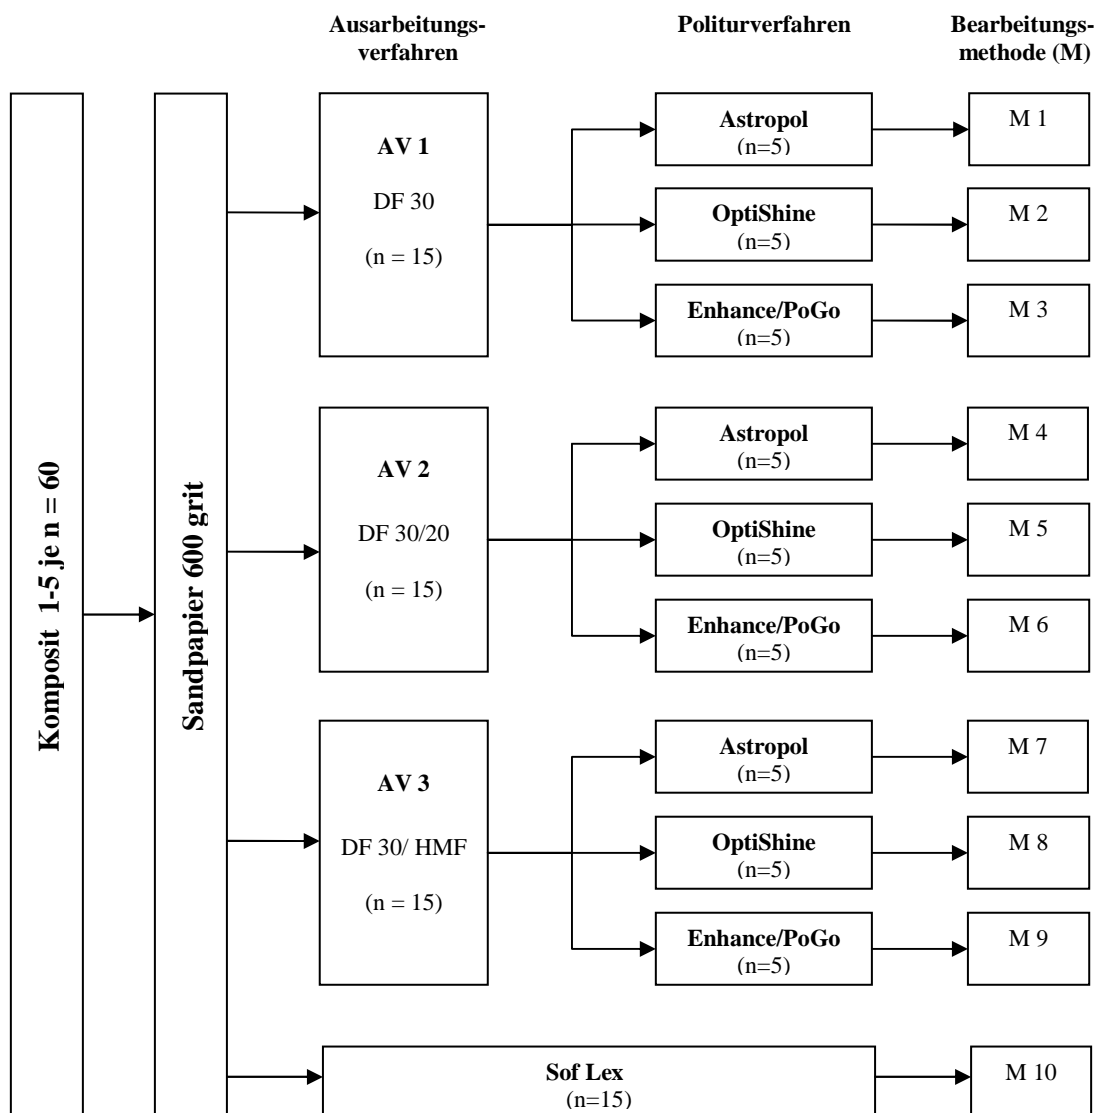 Ausarbeitungs-
verfahren
Politurverfahren
Bearbeitungs-
methode (M)
Komposit 1-5 je n = 60
Sandpapier 600 grit
AV 1
DF 30
(n = 15)
Astropol
(n=5)
M 1
OptiShine
(n=5)
M 2
Enhance/PoGo
(n=5)
M 3
AV 2
DF 30/20
(n = 15)
Astropol
(n=5)
M 4
OptiShine
(n=5)
M 5
Enhance/PoGo
(n=5)
M 6
AV 3
DF 30/ HMF
(n = 15)
Astropol
(n=5)
M 7
OptiShine
(n=5)
M 8
Enhance/PoGo
(n=5)
M 9
Sof Lex
(n=15)
M 10